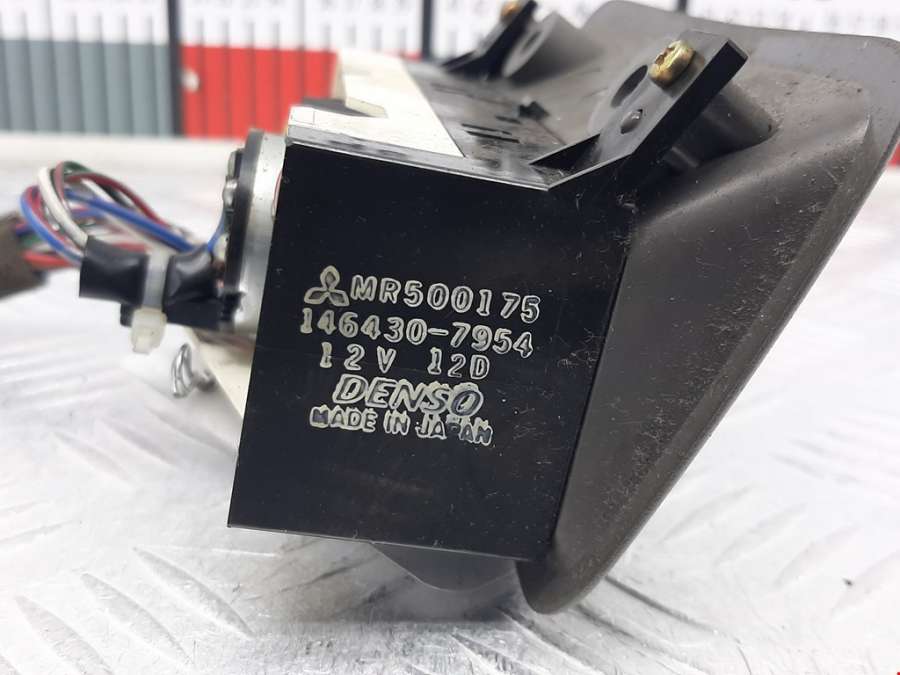 MR500175
146430-7954
12V 12D
DENSO
MADE IN JAPAN